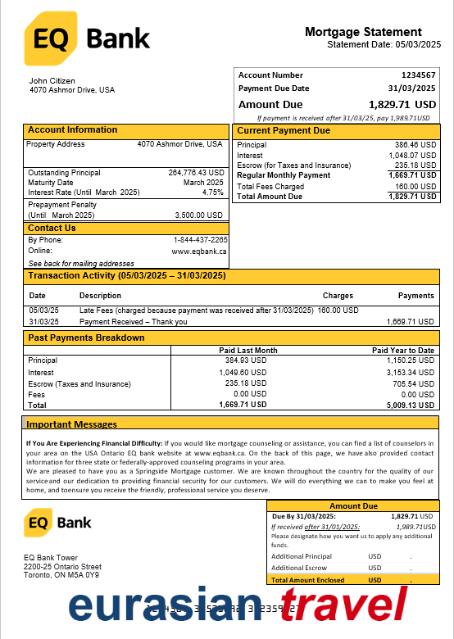 EQ Bank
Mortgage Statement
Statement Date: 05/03/2025
John Citizen
4070 Ashmor Drive, USA
Account Number 1234567
Payment Due Date 31/03/2025
Amount Due 1,829.71 USD
If payment is received after 31/03/25, pay 1,989.71USD
Account Information
Property Address 4070 Ashmor Drive, USA
Outstanding Principal 264,776.43 USD
Maturity Date March 2025
Interest Rate (Until March 2025) 4.75%
Prepayment Penalty
(Until March 2025) 3,500.00 USD
Contact Us
By Phone: 1-844-437-2265
Online: www.eqbank.ca
See back for mailing addresses
Current Payment Due
Principal 386.46 USD
Interest 1,048.07 USD
Escrow (for Taxes and Insurance) 235.18 USD
Regular Monthly Payment 1,669.71 USD
Total Fees Charged 160.00 USD
Total Amount Due 1,829.71 USD
Transaction Activity (05/03/2025 – 31/03/2025)
Date Description Charges Payments
05/03/25 Late Fees (charged because payment was received after 31/03/2025) 160.00 USD
31/03/25 Payment Received – Thank you 1,669.71 USD
Past Payments Breakdown
Paid Last Month Paid Year to Date
Principal 384.93 USD 1,150.25 USD
Interest 1,049.60 USD 3,153.34 USD
Escrow (Taxes and Insurance) 235.18 USD 705.54 USD
Fees 0.00 USD 0.00 USD
Total 1,669.71 USD 5,009.13 USD
Important Messages
If You Are Experiencing Financial Difficulty: If you would like mortgage counseling or assistance, you can find a list of counselors in
your area on the USA Ontario EQ bank website at www.eqbank.ca. On the back of this page, we have also provided contact
information for three state or federally-approved counseling programs in your area.
We are pleased to have you as a Springside Mortgage customer. We are known throughout the country for the quality of our
service and our dedication to providing financial security for our customers. We will do everything we can to make you feel at
home, and toensure you receive the friendly, professional service you deserve.
EQ Bank
EQ Bank Tower
2200-25 Ontario Street
Toronto, ON M5A 0Y9
Amount Due
Due By 31/03/2025: 1,829.71 USD
If received after 31/01/2025: 1,989.71USD
Please designate how you want us to apply any additional
funds.
Additional Principal USD .
Additional Escrow USD .
Total Amount Enclosed USD .
eurasian travel